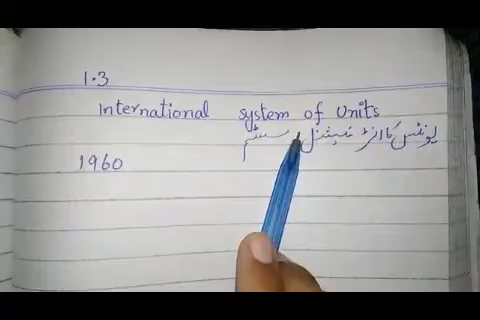 1.3
International system of Units
یونٹس کا انٹرنیشنل سسٹم
1960